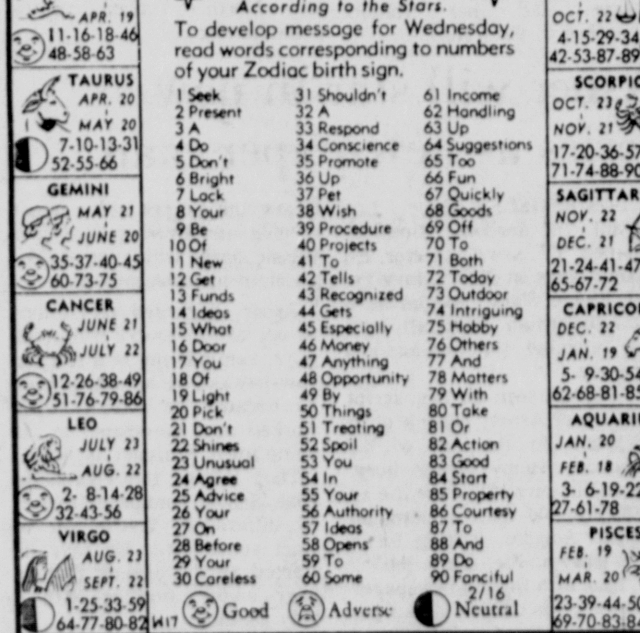 According to the Stars.
To develop message for Wednesday,
read words corresponding to numbers
of your Zodiac birth sign.
APR. 19
11-16-18-46
48-58-63
TAURUS
APR. 20
MAY 20
7-10-13-31
52-55-66
GEMINI
MAY 21
JUNE 20
35-37-40-45
60-73-75
CANCER
JUNE 21
JULY 22
12-26-38-49
51-76-79-86
LEO
JULY 23
AUG. 22
2- 8-14-28
32-43-56
VIRGO
AUG. 23
SEPT. 22
1-25-33-59
64-77-80-82
1 Seek
2 Present
3 A
4 Do
5 Don't
6 Bright
7 Lack
8 Your
9 Be
10 Of
11 New
12 Get
13 Funds
14 Ideas
15 What
16 Door
17 You
18 Of
19 Light
20 Pick
21 Don't
22 Shines
23 Unusual
24 Agree
25 Advice
26 Your
27 On
28 Before
29 Your
30 Careless
31 Shouldn't
32 A
33 Respond
34 Conscience
35 Promote
36 Up
37 Pet
38 Wish
39 Procedure
40 Projects
41 To
42 Tells
43 Recognized
44 Gets
45 Especially
46 Money
47 Anything
48 Opportunity
49 By
50 Things
51 Treating
52 Spoil
53 You
54 In
55 Your
56 Authority
57 Ideas
58 Opens
59 To
60 Some
61 Income
62 Handling
63 Up
64 Suggestions
65 Too
66 Fun
67 Quickly
68 Goods
69 Off
70 To
71 Both
72 Today
73 Outdoor
74 Intriguing
75 Hobby
76 Others
77 And
78 Matters
79 With
80 Take
81 Or
82 Action
83 Good
84 Start
85 Property
86 Courtesy
87 To
88 And
89 Do
90 Fanciful
2/16
W17
Good
Adverse
Neutral
OCT. 22
4-15-29-34
42-53-87-89
SCORPIO
OCT. 23
NOV. 21
17-20-36-57
71-74-88-90
SAGITTAR
NOV. 22
DEC. 21
21-24-41-47
65-67-72
CAPRICO
DEC. 22
JAN. 19
5- 9-30-54
62-68-81-85
AQUARI
JAN. 20
FEB. 18
3- 6-19-22
27-61-78
PISCES
FEB. 19
MAR. 20
23-39-44-50
69-70-83-8